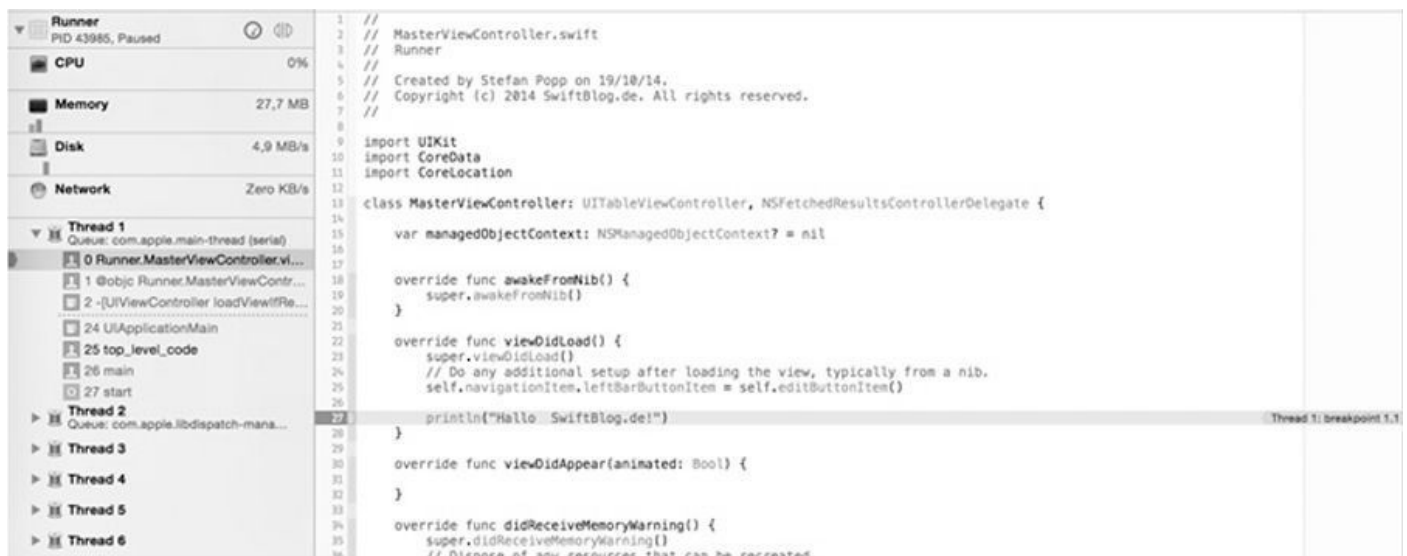 Runner
PID 43985, Paused
CPU 0%
Memory 27,7 MB
Disk 4,9 MB/s
Network Zero KB/s
Thread 1
Queue: com.apple.main-thread (serial)
0 Runner.MasterViewController.vi...
1 @objc Runner.MasterViewContr...
2 -[UIViewController loadViewIfRe...
24 UIApplicationMain
25 top_level_code
26 main
27 start
Thread 2
Queue: com.apple.libdispatch-mana...
Thread 3
Thread 4
Thread 5
Thread 6
1 //
2 //  MasterViewController.swift
3 //  Runner
4 //
5 //  Created by Stefan Popp on 19/10/14.
6 //  Copyright (c) 2014 SwiftBlog.de. All rights reserved.
7 //
8
9 import UIKit
10 import CoreData
11 import CoreLocation
12
13 class MasterViewController: UITableViewController, NSFetchedResultsControllerDelegate {
14
15     var managedObjectContext: NSManagedObjectContext? = nil
16
17
18     override func awakeFromNib() {
19         super.awakeFromNib()
20     }
21
22     override func viewDidLoad() {
23         super.viewDidLoad()
24         // Do any additional setup after loading the view, typically from a nib.
25         self.navigationItem.leftBarButtonItem = self.editButtonItem()
26
27         println("Hallo  SwiftBlog.de!") Thread 1: breakpoint 1.1
28     }
29
30     override func viewDidAppear(animated: Bool) {
31
32     }
33
34     override func didReceiveMemoryWarning() {
35         super.didReceiveMemoryWarning()
36         // Dispose of any resources that can be recreated